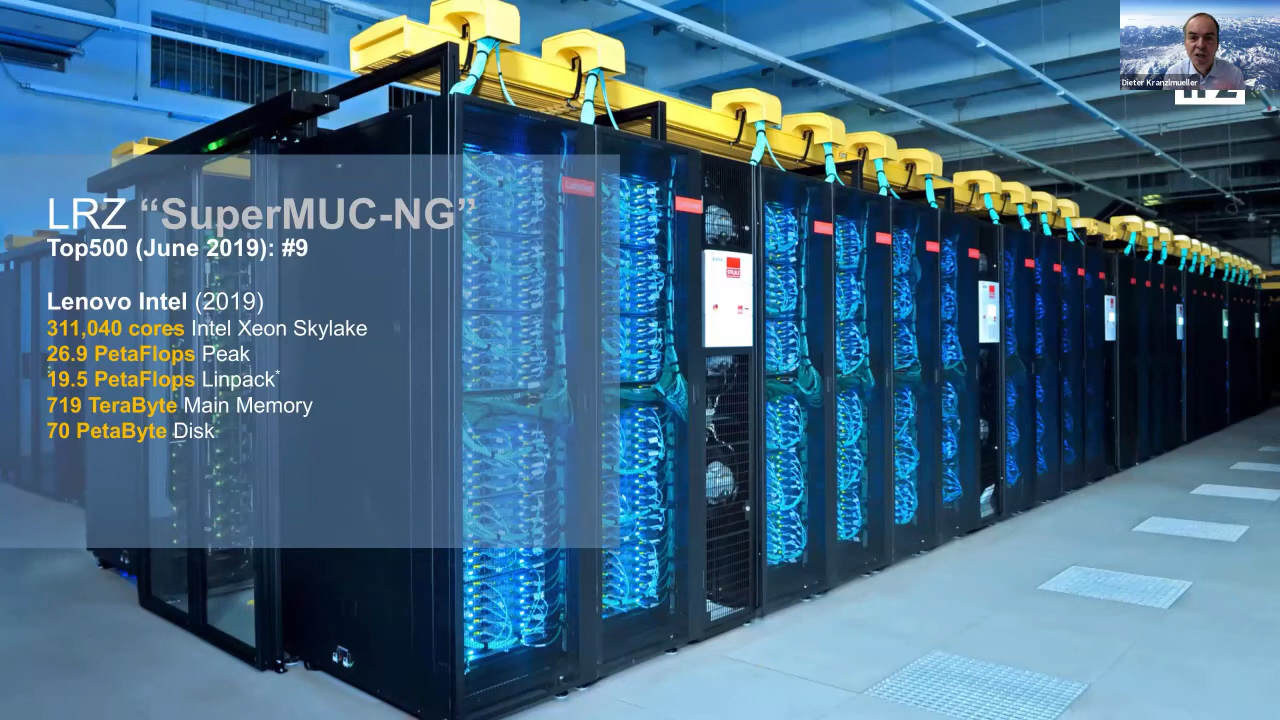 Dieter Kranzlmueller
LRZ “SuperMUC-NG”
Top500 (June 2019): #9
Lenovo Intel (2019)
311,040 cores Intel Xeon Skylake
26.9 PetaFlops Peak
19.5 PetaFlops Linpack*
719 TeraByte Main Memory
70 PetaByte Disk
Lenovo